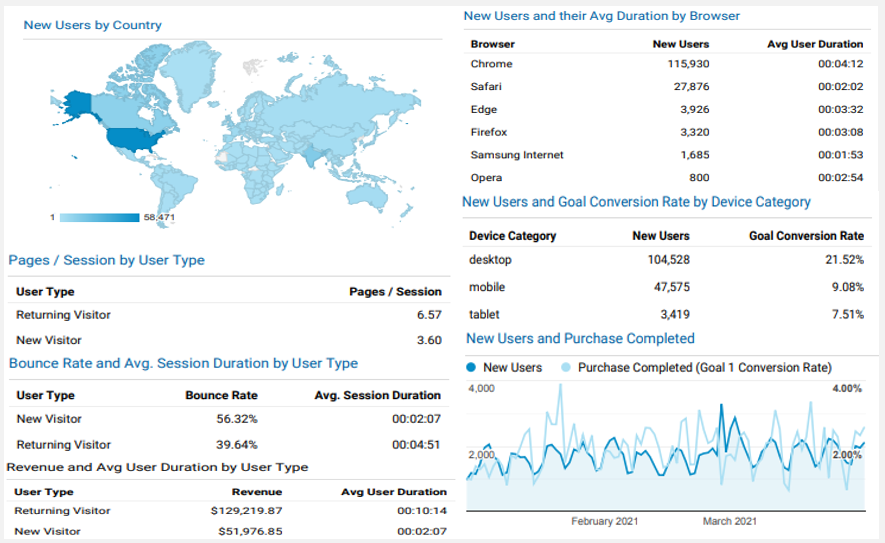 New Users by Country
1 58,471
Pages / Session by User Type
User Type Pages / Session
Returning Visitor 6.57
New Visitor 3.60
Bounce Rate and Avg. Session Duration by User Type
User Type Bounce Rate Avg. Session Duration
New Visitor 56.32% 00:02:07
Returning Visitor 39.64% 00:04:51
Revenue and Avg User Duration by User Type
User Type Revenue Avg User Duration
Returning Visitor $129,219.87 00:10:14
New Visitor $51,976.85 00:02:07
New Users and their Avg Duration by Browser
Browser New Users Avg User Duration
Chrome 115,930 00:04:12
Safari 27,876 00:02:02
Edge 3,926 00:03:32
Firefox 3,320 00:03:08
Samsung Internet 1,685 00:01:53
Opera 800 00:02:54
New Users and Goal Conversion Rate by Device Category
Device Category New Users Goal Conversion Rate
desktop 104,528 21.52%
mobile 47,575 9.08%
tablet 3,419 7.51%
New Users and Purchase Completed
New Users Purchase Completed (Goal 1 Conversion Rate)
4,000 4.00%
2,000 2.00%
February 2021 March 2021